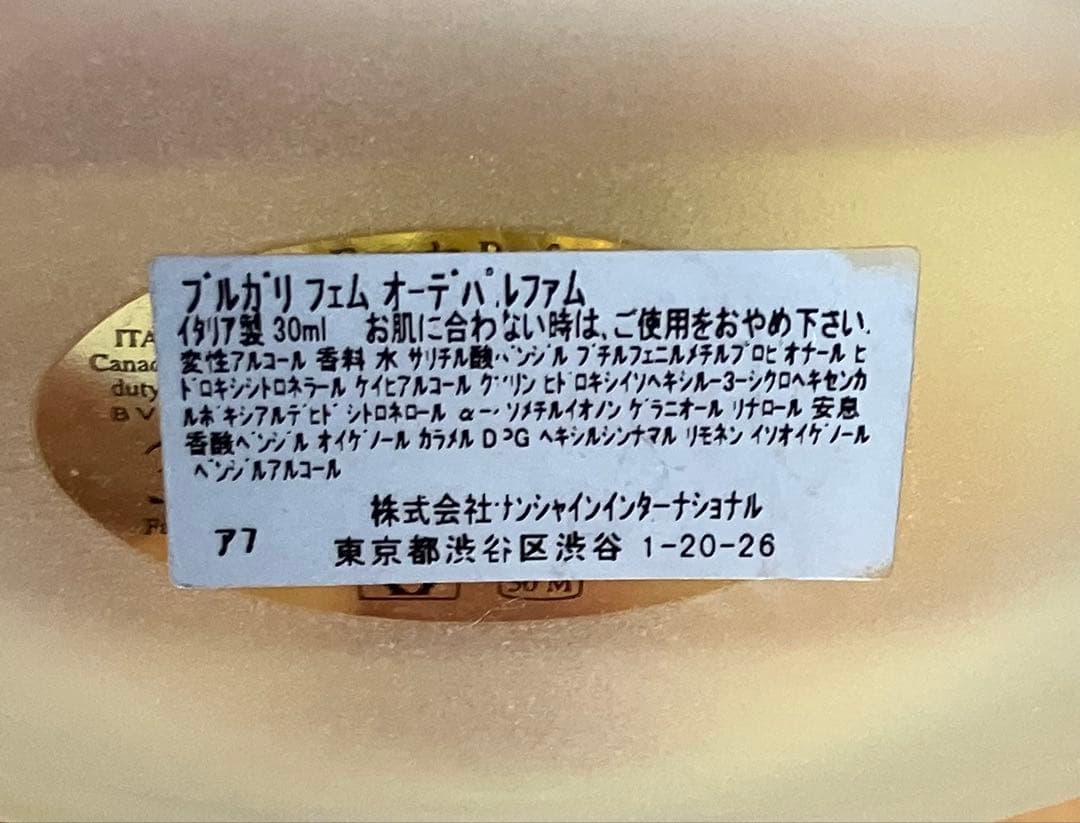 ブルガリ フェム オーデパルファム
イタリア製 30ml お肌に合わない時は、ご使用をおやめ下さい.
変性アルコール 香料 水 サリチル酸ベンジル ブチルフェニルメチルプロピオナール ヒ
ドロキシシトロネラール ケイヒアルコール グリセリン ヒドロキシイソヘキシル-3-シクロヘキセンカ
ルボキシアルデヒド シトロネロール α-イソメチルイオノン ゲラニオール リナロール 安息
香酸ベンジル オイゲノール カラメル DPG ヘキシルシンナマル リモネン イソオイゲノール
ベンジルアルコール
株式会社サンシャインインターナショナル
ア7
東京都渋谷区渋谷 1-20-26
ITA
Canad
duty
BV
30 M